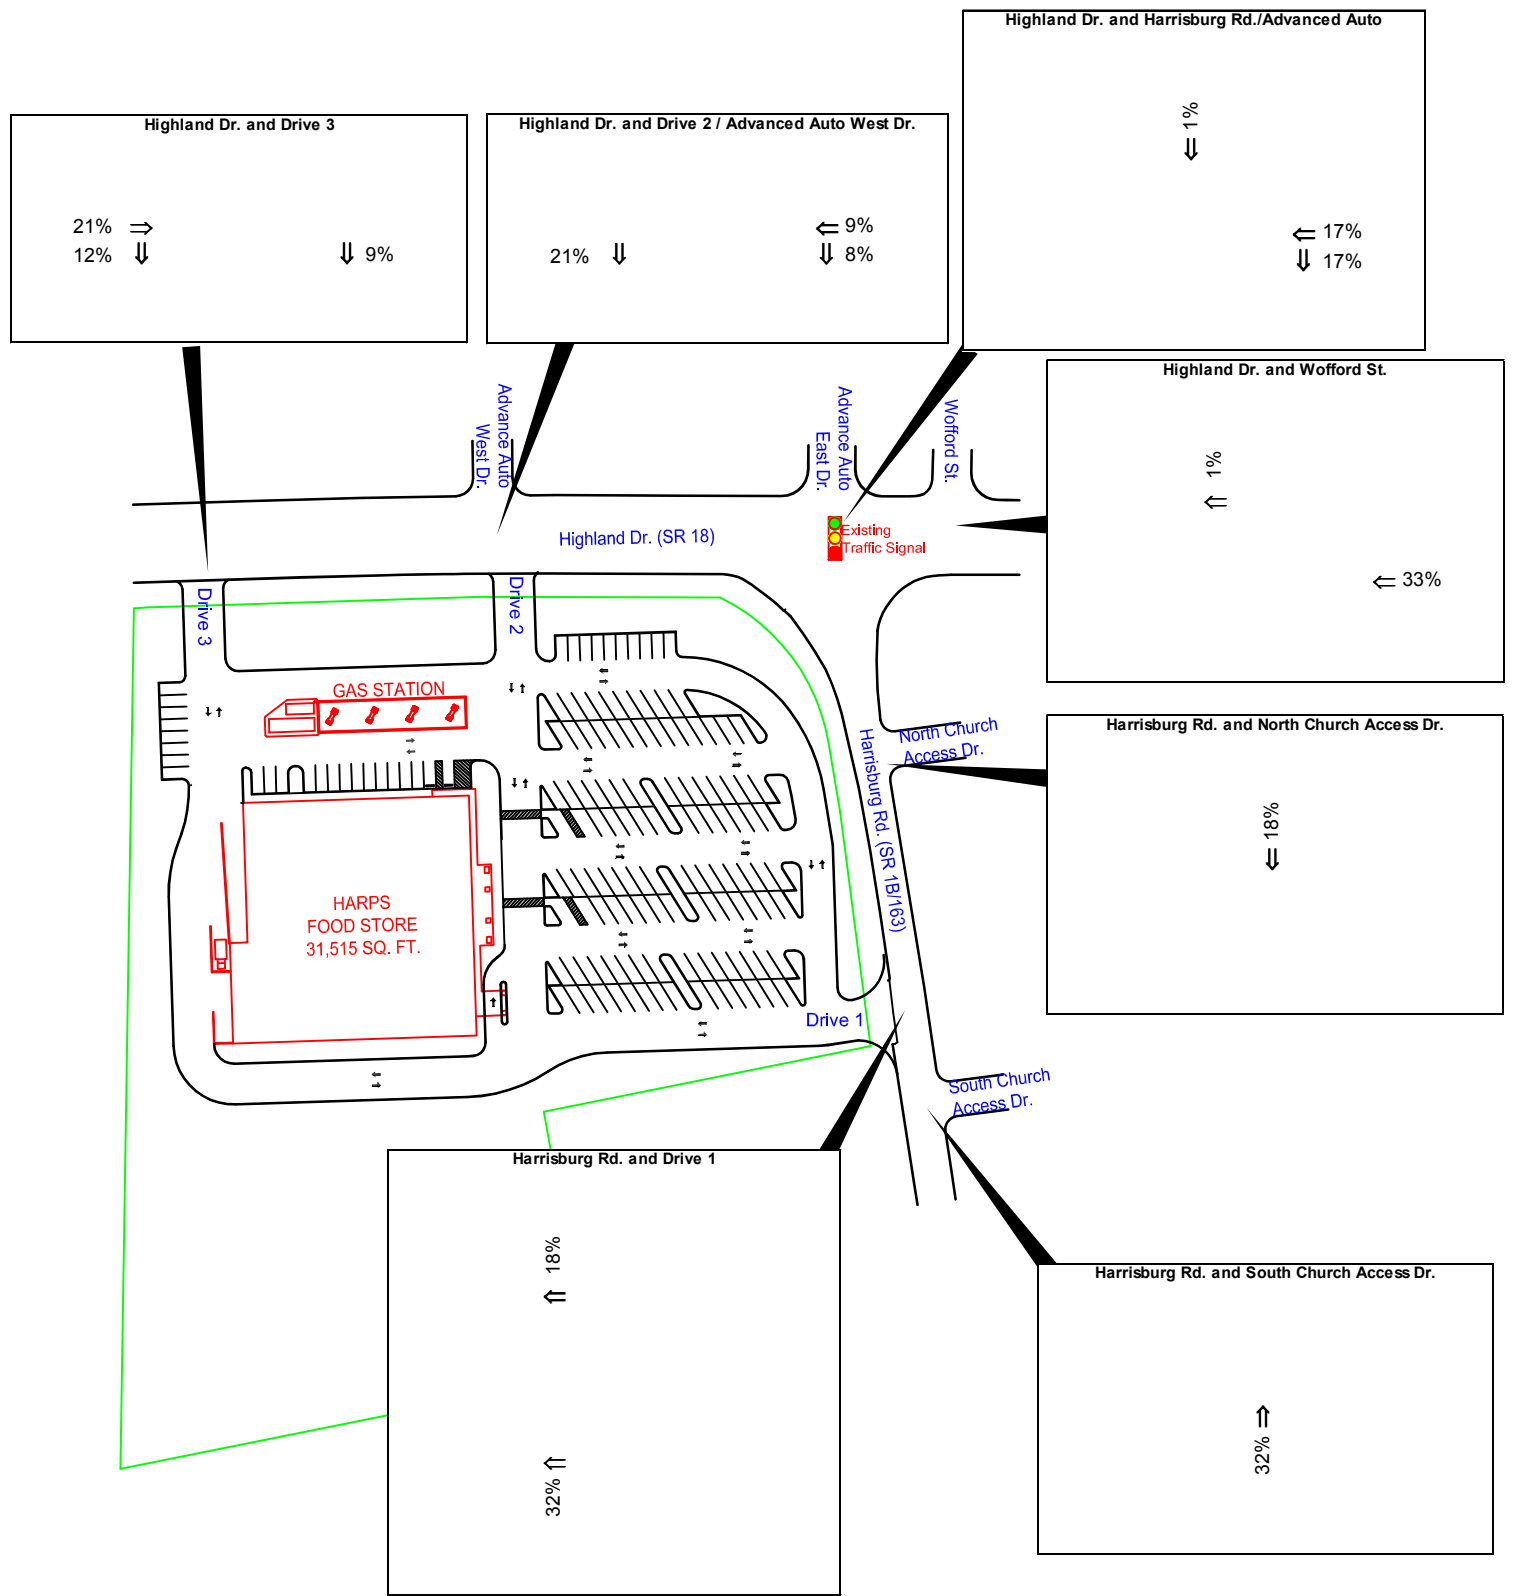 Highland Dr. and Harrisburg Rd./Advanced Auto
1%
17%
17%
Highland Dr. and Drive 3
21%
12%
9%
Highland Dr. and Drive 2 / Advanced Auto West Dr.
21%
9%
8%
Highland Dr. and Wofford St.
1%
33%
Advance Auto
West Dr.
Advance Auto
East Dr.
Wofford St.
Highland Dr. (SR 18)
Existing
Traffic Signal
Drive 3
Drive 2
GAS STATION
North Church
Access Dr.
Harrisburg Rd. (SR 1B/163)
Harrisburg Rd. and North Church Access Dr.
18%
HARPS
FOOD STORE
31,515 SQ. FT.
Drive 1
South Church
Access Dr.
Harrisburg Rd. and Drive 1
18%
32%
Harrisburg Rd. and South Church Access Dr.
32%